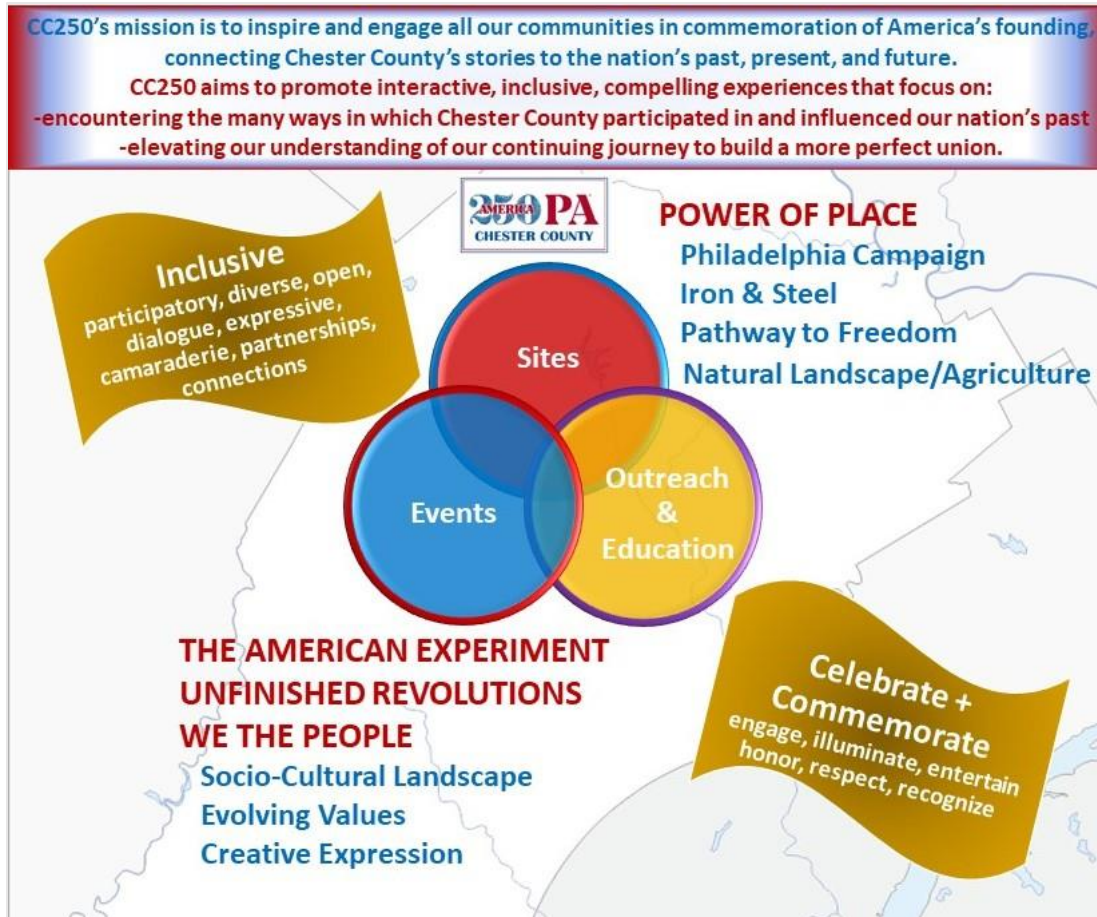 CC250's mission is to inspire and engage all our communities in commemoration of America's founding,
connecting Chester County's stories to the nation's past, present, and future.
CC250 aims to promote interactive, inclusive, compelling experiences that focus on:
-encountering the many ways in which Chester County participated in and influenced our nation's past
-elevating our understanding of our continuing journey to build a more perfect union.
250 PA
AMERICA
CHESTER COUNTY
Inclusive
participatory, diverse, open,
dialogue, expressive,
camaraderie, partnerships,
connections
POWER OF PLACE
Philadelphia Campaign
Iron & Steel
Pathway to Freedom
Natural Landscape/Agriculture
Sites
Events
Outreach
&
Education
THE AMERICAN EXPERIMENT
UNFINISHED REVOLUTIONS
WE THE PEOPLE
Socio-Cultural Landscape
Evolving Values
Creative Expression
Celebrate +
Commemorate
engage, illuminate, entertain
honor, respect, recognize